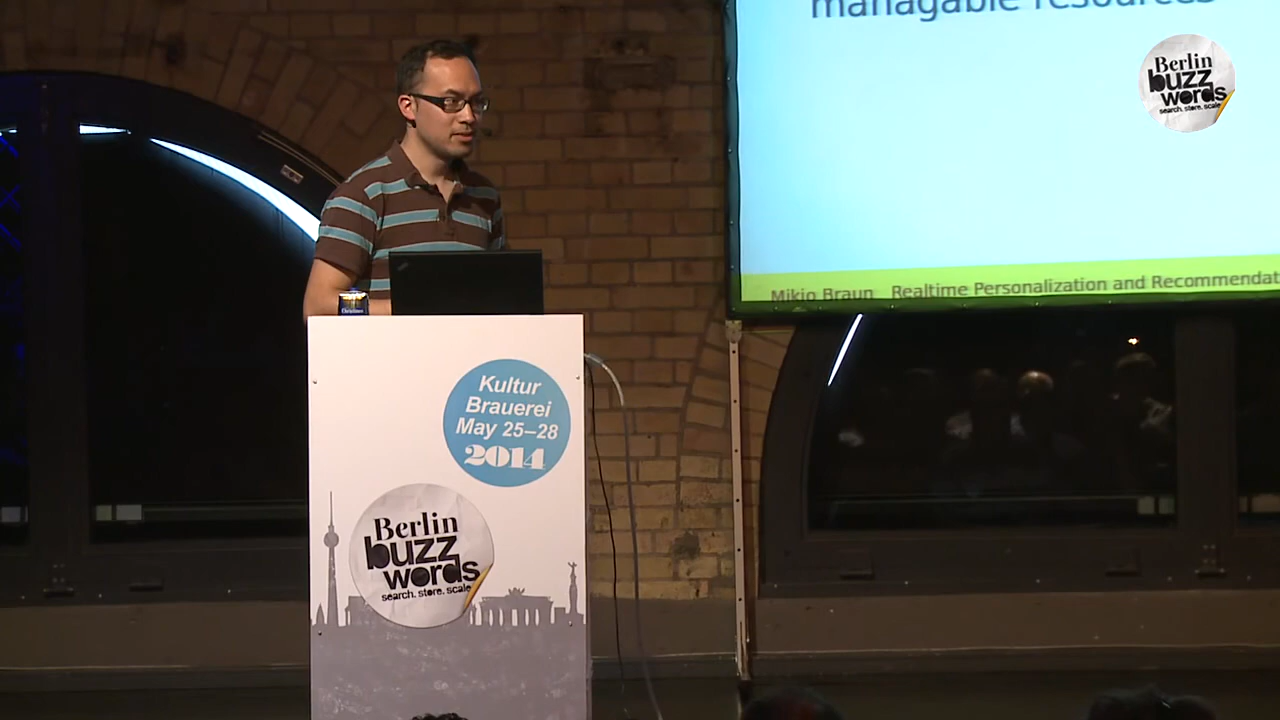 managable resources
Berlin
buzz
words
search. store. scale.
Mikio Braun Realtime Personalization and Recommendat
Kultur
Brauerei
May 25–28
2014
Berlin
buzz
words
search. store. scale.